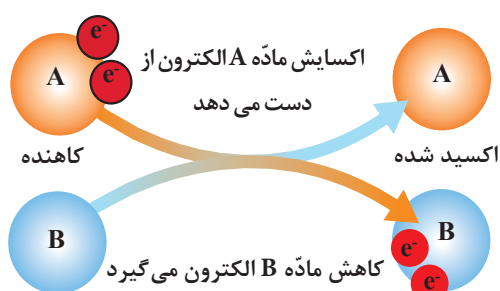 e-
A
e-
اکسایش مادّه A الکترون از
دست می دهد
A
کاهنده
اکسید شده
B
B
e-
e-
کاهش مادّه B الکترون می گیرد